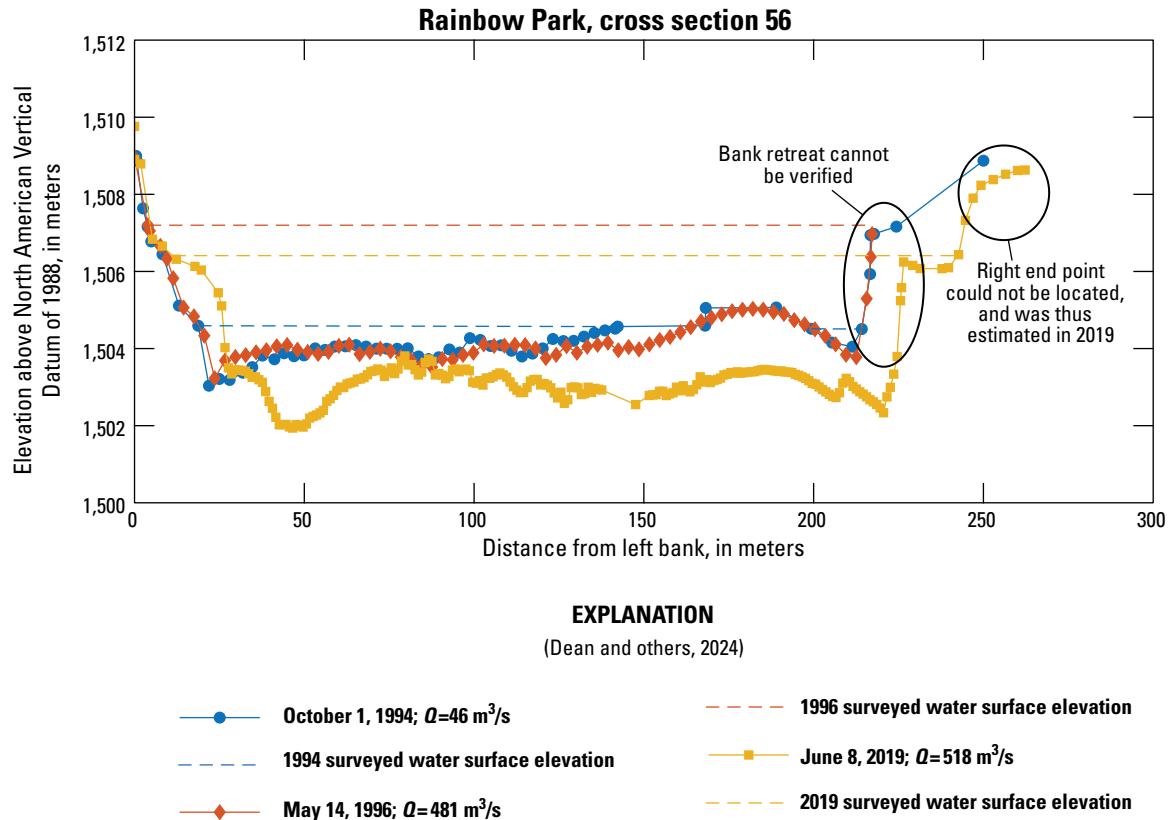 Rainbow Park, cross section 56
Elevation above North American Vertical
Datum of 1988, in meters
1,512
1,510
1,508
1,506
1,504
1,502
1,500
Bank retreat cannot
be verified
Right end point
could not be located,
and was thus
estimated in 2019
0
50
100
150
200
250
300
Distance from left bank, in meters
EXPLANATION
(Dean and others, 2024)
October 1, 1994; Q=46 m³/s
1994 surveyed water surface elevation
May 14, 1996; Q=481 m³/s
1996 surveyed water surface elevation
June 8, 2019; Q=518 m³/s
2019 surveyed water surface elevation